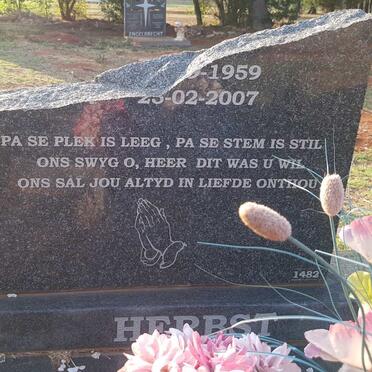 ENGELBRECHT
-1959
23-02-2007
PA SE PLEK IS LEEG , PA SE STEM IS STIL
ONS SWYG O, HEER DIT WAS U WIL
ONS SAL JOU ALTYD IN LIEFDE ONTHOU
1482
HERBST